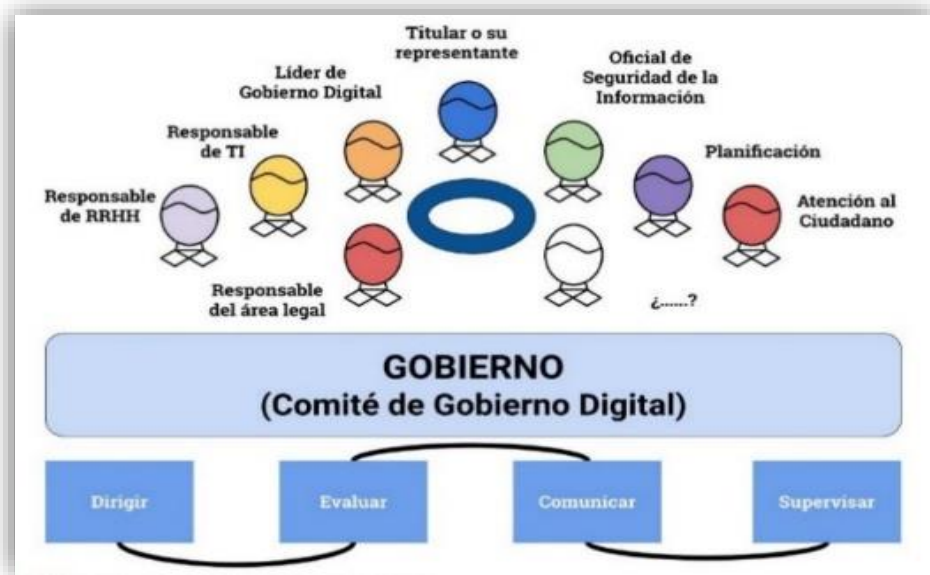 Titular o su
representante
Oficial de
Seguridad de la
Información
Líder de
Gobierno Digital
Responsable
de TI
Planificación
Responsable
de RRHH
Atención al
Ciudadano
Responsable
del área legal
¿......?
GOBIERNO
(Comité de Gobierno Digital)
Dirigir
Evaluar
Comunicar
Supervisar